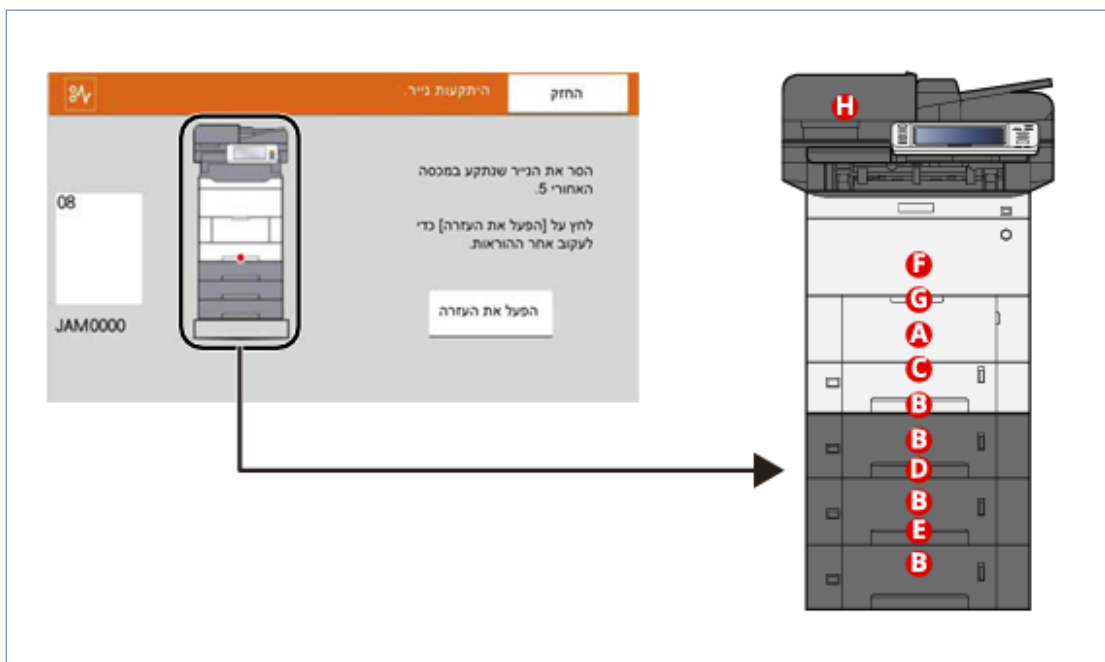 היתקעות נייר.
החזק
הסר את הנייר שנתקע במכסה
האחורי 5.
לחץ על [הפעל את העזרה] כדי
לעקוב אחר ההוראות.
הפעל את העזרה
08
JAM0000
H
F
G
A
C
B
B
D
B
E
B